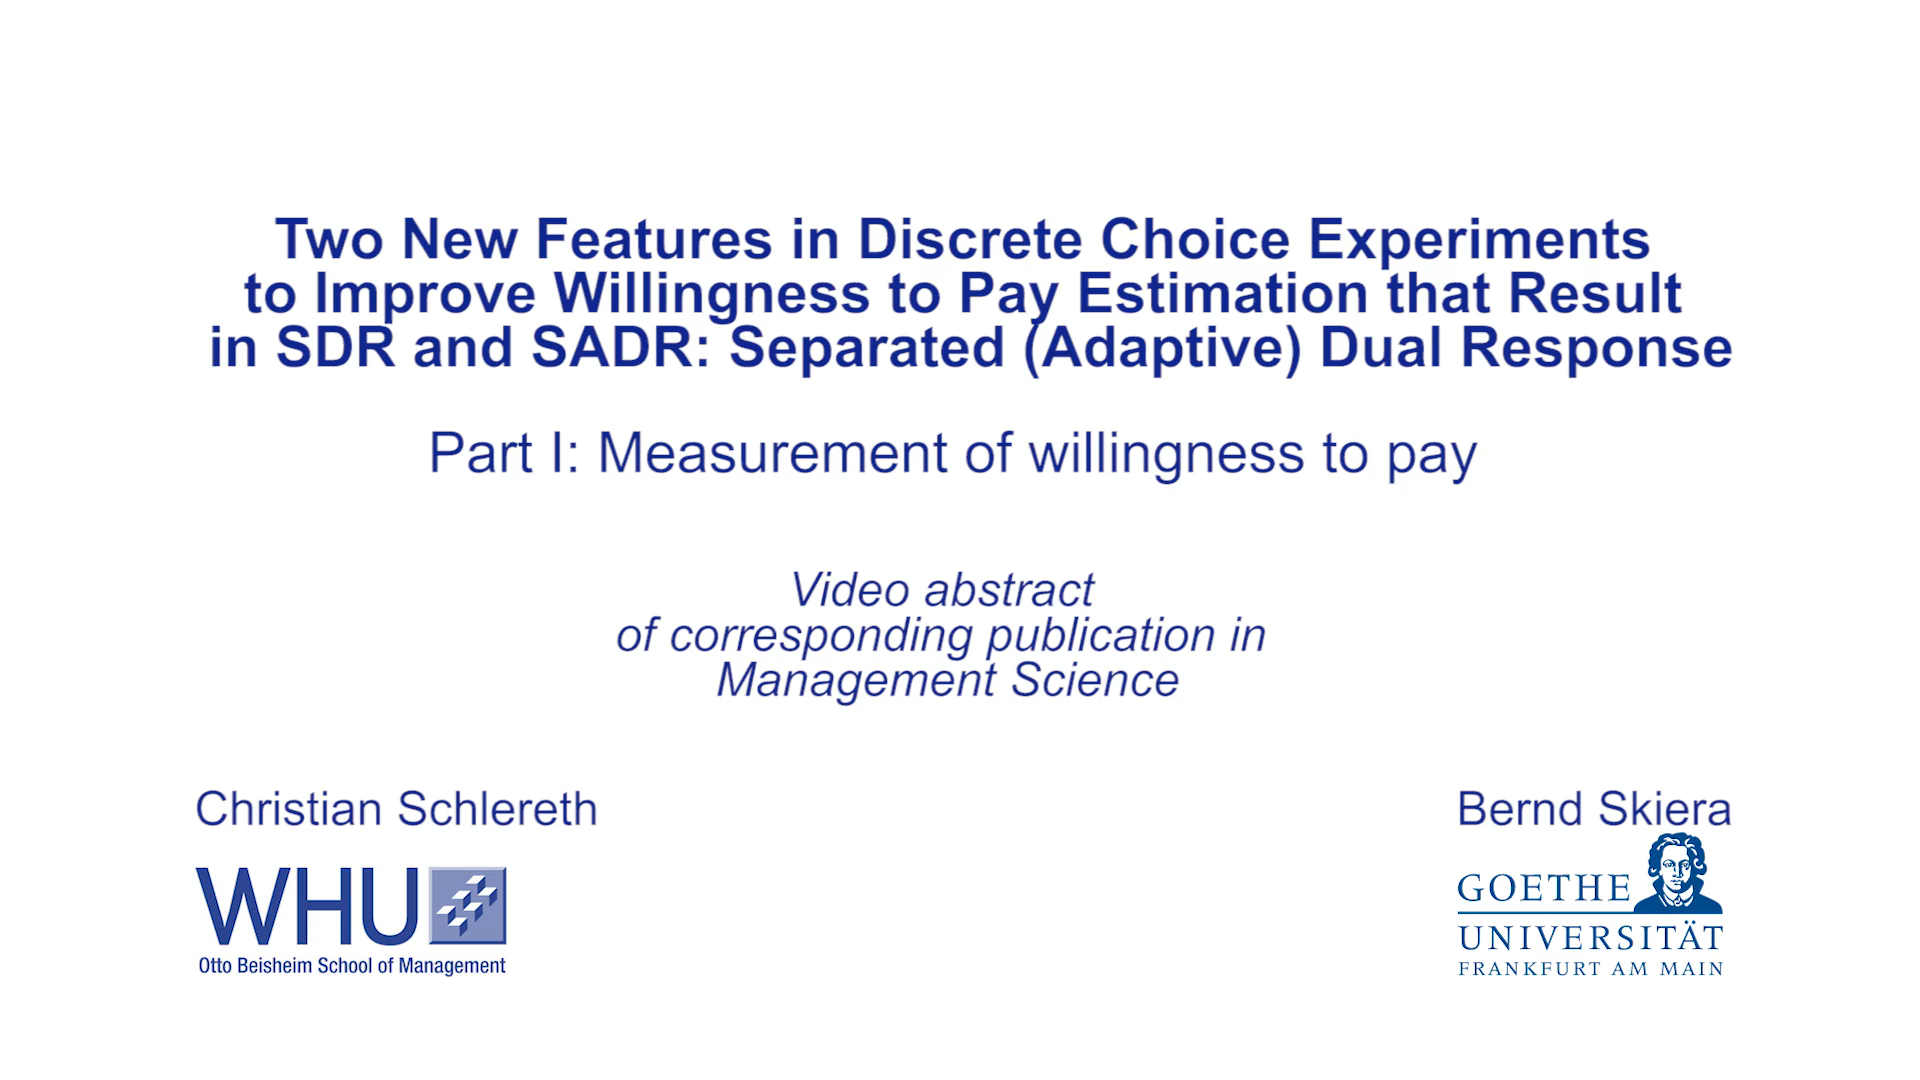 Two New Features in Discrete Choice Experiments
to Improve Willingness to Pay Estimation that Result
in SDR and SADR: Separated (Adaptive) Dual Response
Part I: Measurement of willingness to pay
Video abstract
of corresponding publication in
Management Science
Christian Schlereth
Bernd Skiera
WHU
Otto Beisheim School of Management
GOETHE
UNIVERSITÄT
FRANKFURT AM MAIN